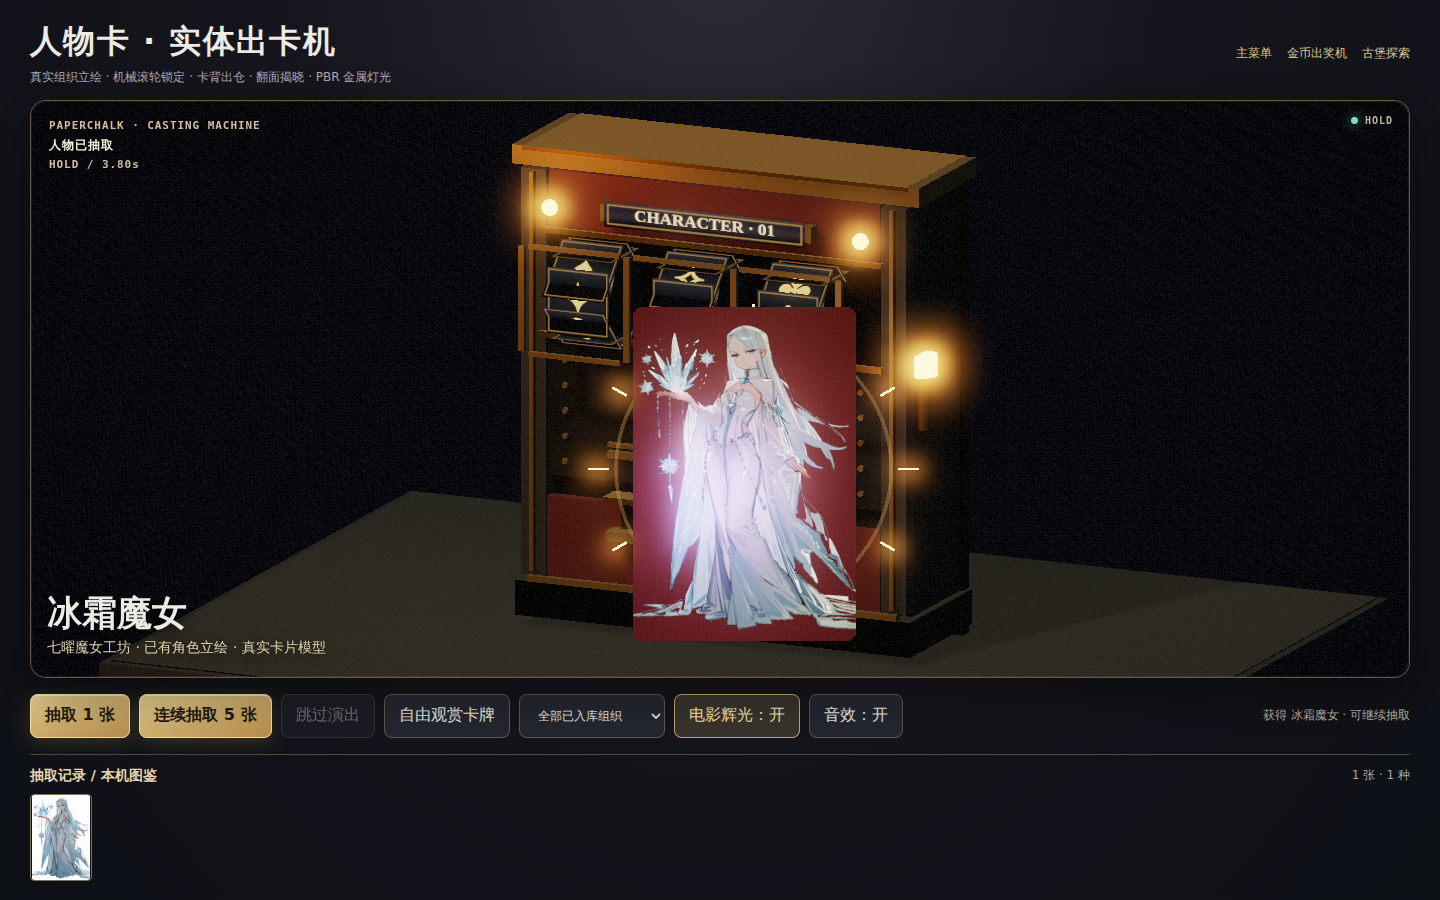 人物卡 · 实体出卡机
真实组织立绘 · 机械滚轮锁定 · 卡背出仓 · 翻面揭晓 · PBR 金属灯光
主菜单 金币出奖机 古堡探索
PAPERCHALK · CASTING MACHINE
人物已抽取
HOLD / 3.80s
HOLD
CHARACTER · 01
冰霜魔女
七曜魔女工坊 · 已有角色立绘 · 真实卡片模型
抽取 1 张 连续抽取 5 张 跳过演出 自由观赏卡牌 全部已入库组织 电影辉光：开 音效：开 获得 冰霜魔女 · 可继续抽取
抽取记录 / 本机图鉴 1 张 · 1 种